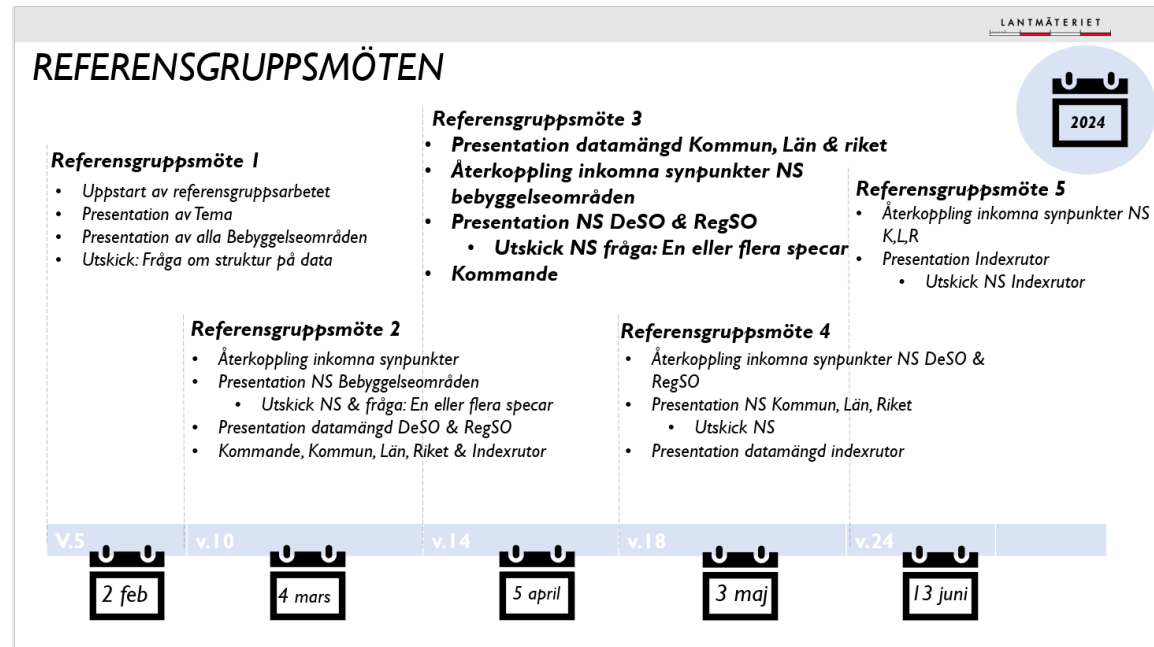 LANTMÄTERIET
REFERENSGRUPPSMÖTEN
2024
Referensgruppsmöte 1
• Uppstart av referensgruppsarbetet
• Presentation av Tema
• Presentation av alla Bebyggelseområden
• Utskick: Fråga om struktur på data
Referensgruppsmöte 2
• Återkoppling inkomna synpunkter
• Presentation NS Bebyggelseområden
• Utskick NS & fråga: En eller flera specar
• Presentation datamängd DeSO & RegSO
• Kommande, Kommun, Län, Riket & Indexrutor
Referensgruppsmöte 3
• Presentation datamängd Kommun, Län & riket
• Återkoppling inkomna synpunkter NS
bebyggelseområden
• Presentation NS DeSO & RegSO
• Utskick NS fråga: En eller flera specar
• Kommande
Referensgruppsmöte 4
• Återkoppling inkomna synpunkter NS DeSO &
RegSO
• Presentation NS Kommun, Län, Riket
• Utskick NS
• Presentation datamängd indexrutor
Referensgruppsmöte 5
• Återkoppling inkomna synpunkter NS
K,L,R
• Presentation Indexrutor
• Utskick NS Indexrutor
V.5
v.10
v.14
v.18
v.24
2 feb
4 mars
5 april
3 maj
13 juni